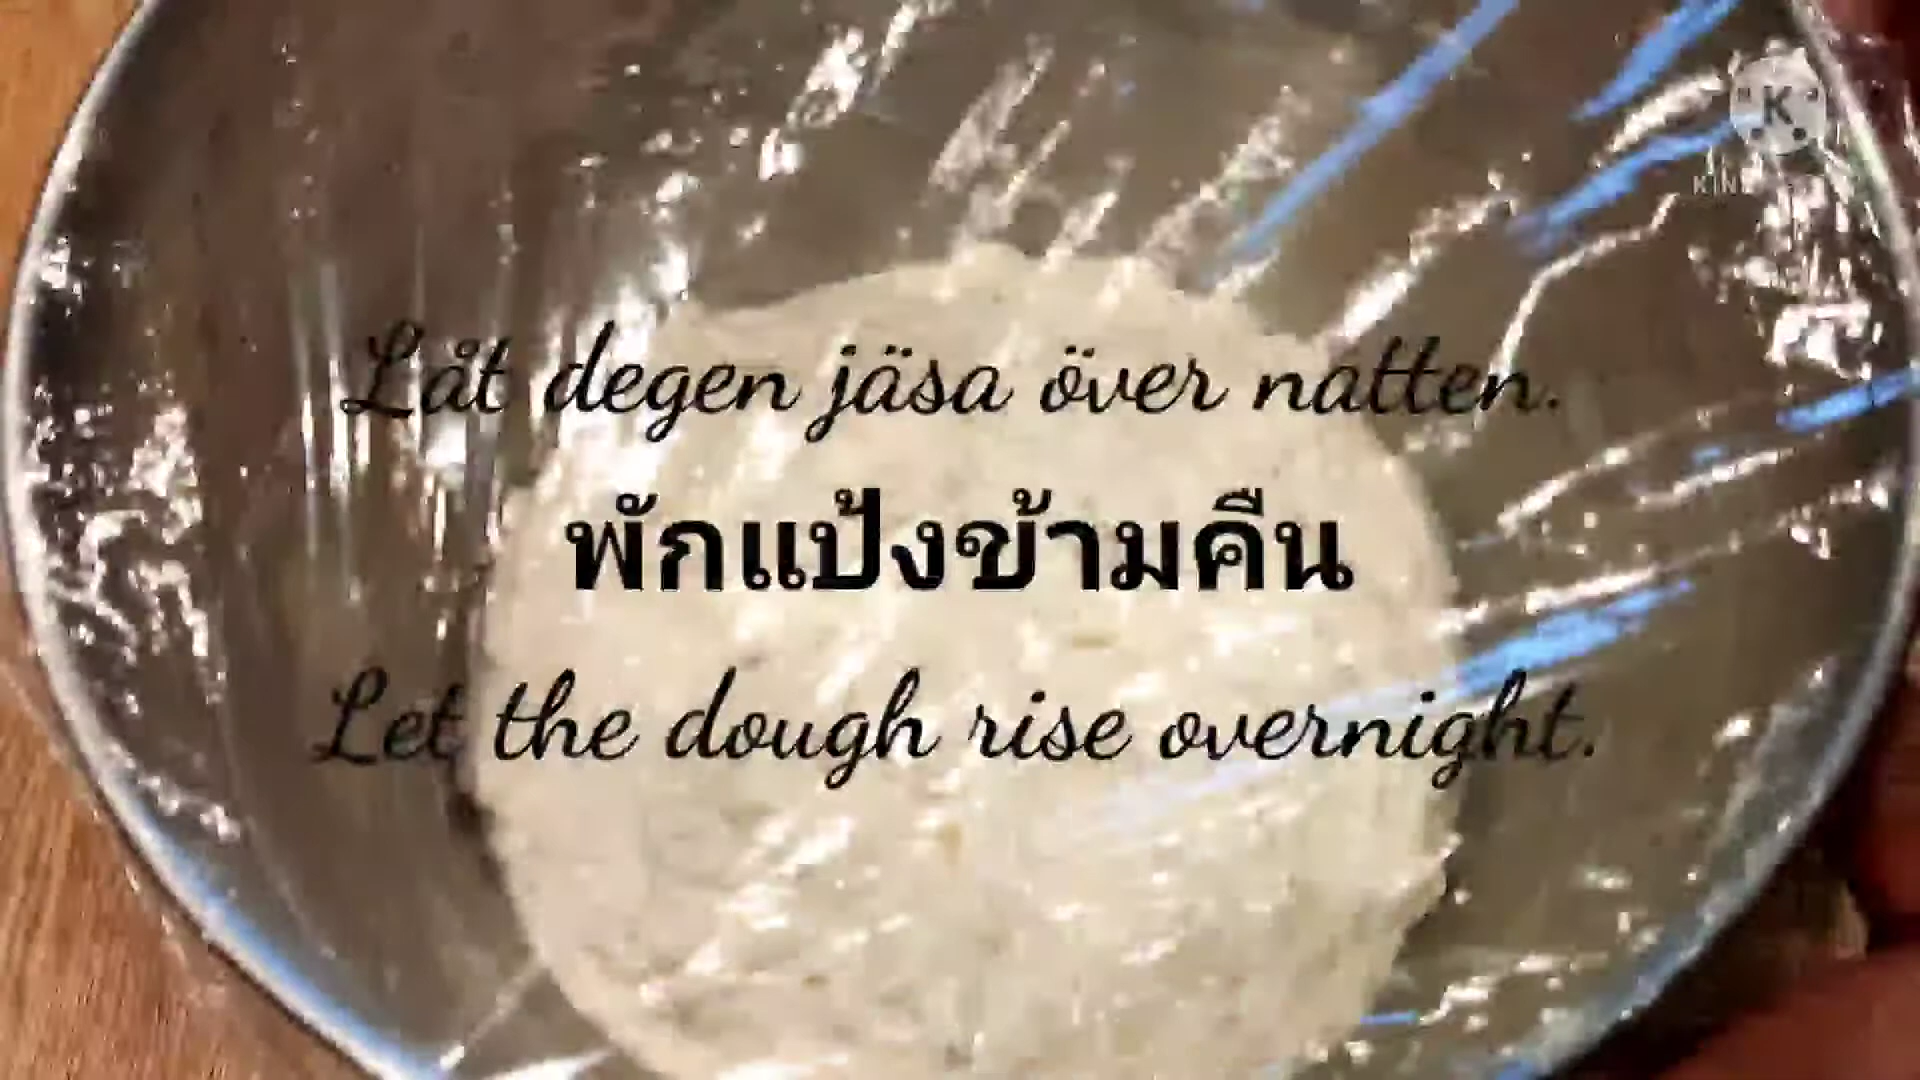 Låt degen jäsa över natten.
พักแป้งข้ามคืน
Let the dough rise overnight.